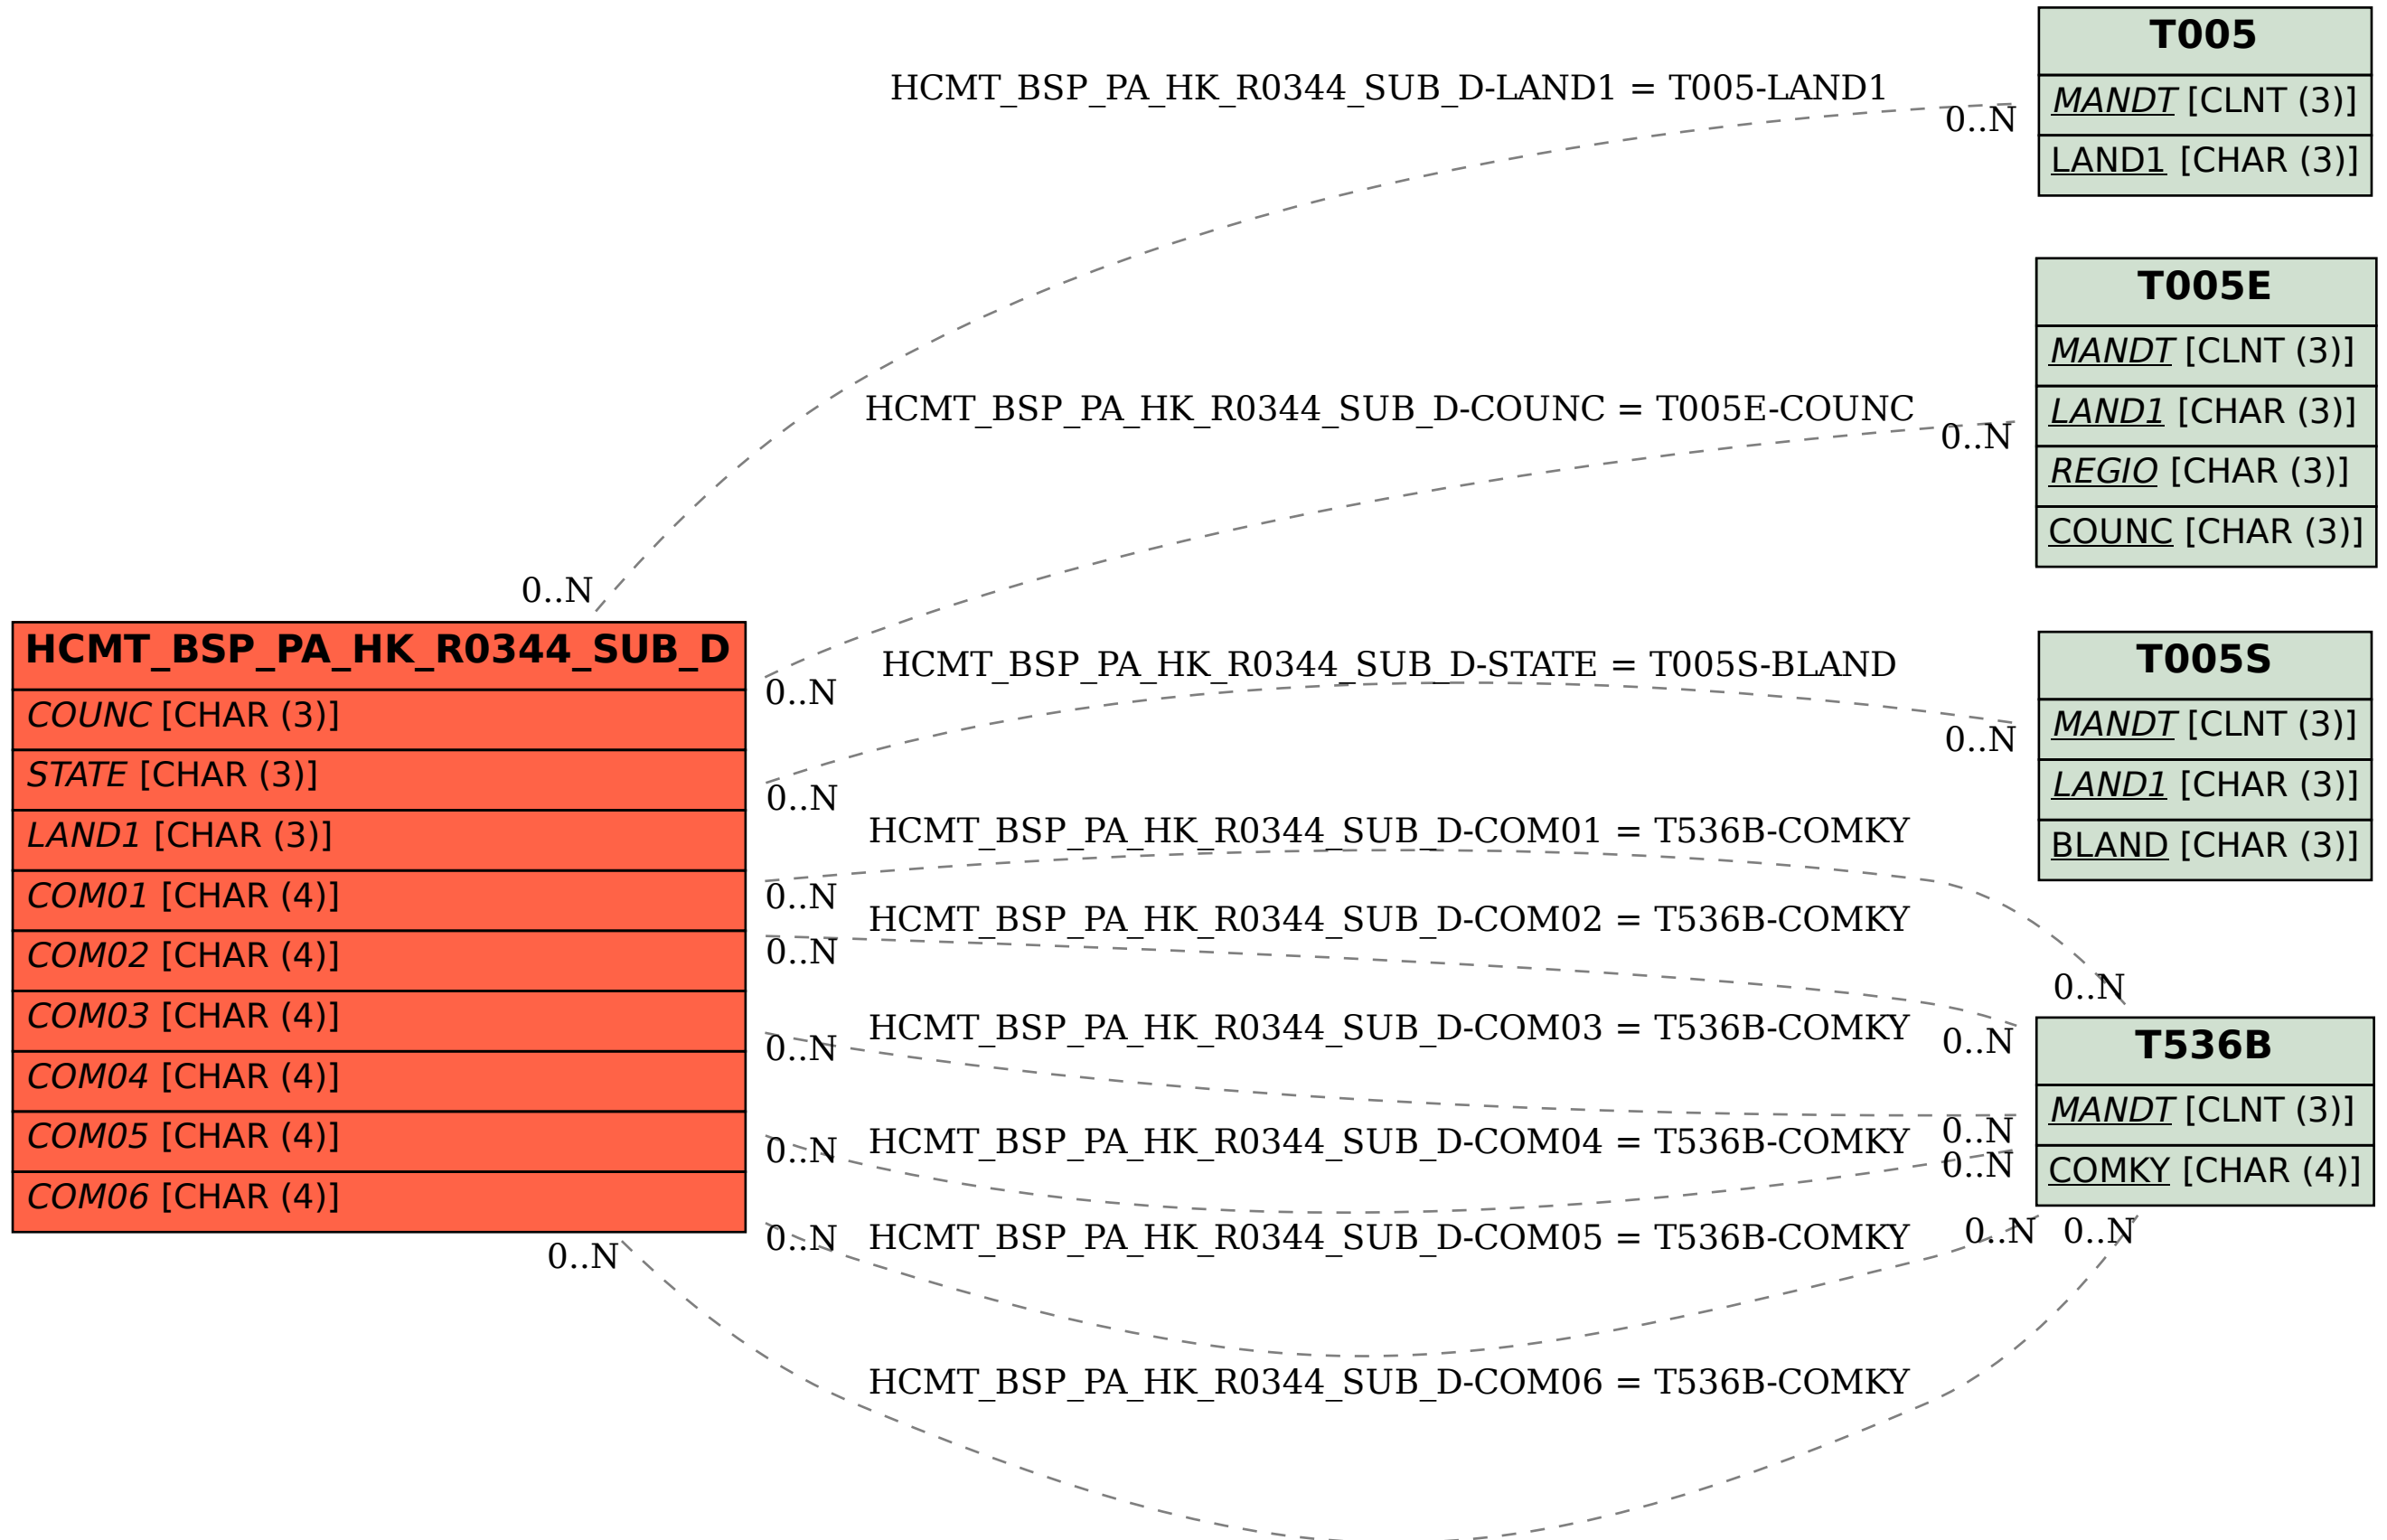 T005
MANDT [CLNT (3)]
LAND1 [CHAR (3)]
HCMT_BSP_PA_HK_R0344_SUB_D-LAND1 = T005-LAND1
0..N
0..N
T005E
MANDT [CLNT (3)]
LAND1 [CHAR (3)]
REGIO [CHAR (3)]
COUNC [CHAR (3)]
HCMT_BSP_PA_HK_R0344_SUB_D-COUNC = T005E-COUNC
0..N
0..N
HCMT_BSP_PA_HK_R0344_SUB_D
COUNC [CHAR (3)]
STATE [CHAR (3)]
LAND1 [CHAR (3)]
COM01 [CHAR (4)]
COM02 [CHAR (4)]
COM03 [CHAR (4)]
COM04 [CHAR (4)]
COM05 [CHAR (4)]
COM06 [CHAR (4)]
HCMT_BSP_PA_HK_R0344_SUB_D-STATE = T005S-BLAND
0..N
0..N
T005S
MANDT [CLNT (3)]
LAND1 [CHAR (3)]
BLAND [CHAR (3)]
HCMT_BSP_PA_HK_R0344_SUB_D-COM01 = T536B-COMKY
0..N
0..N
HCMT_BSP_PA_HK_R0344_SUB_D-COM02 = T536B-COMKY
0..N
0..N
HCMT_BSP_PA_HK_R0344_SUB_D-COM03 = T536B-COMKY
0..N
0..N
T536B
MANDT [CLNT (3)]
COMKY [CHAR (4)]
HCMT_BSP_PA_HK_R0344_SUB_D-COM04 = T536B-COMKY
0..N
0..N
HCMT_BSP_PA_HK_R0344_SUB_D-COM05 = T536B-COMKY
0..N
0..N
HCMT_BSP_PA_HK_R0344_SUB_D-COM06 = T536B-COMKY
0..N
0..N